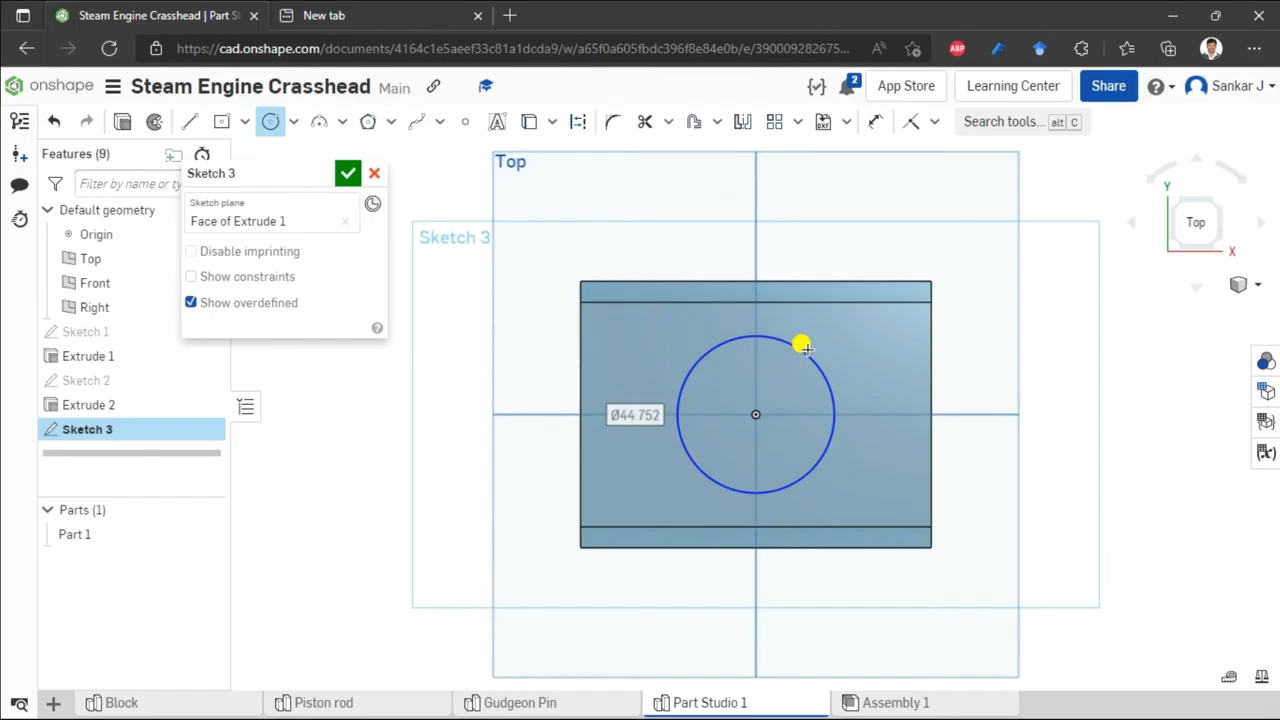 Steam Engine Crasshead | Part S
New tab
https://cad.onshape.com/documents/4164c1e5aeef33c81a1dcda9/w/a65f0a605fbdc396f8e84e0b/e/390009282675...
ABP
onshape
Steam Engine Crasshead Main
2
App Store
Learning Center
Share
Sankar J
Search tools... alt C
Features (9)
Filter by name or ty
Default geometry
Origin
Top
Front
Right
Sketch 1
Extrude 1
Sketch 2
Extrude 2
Sketch 3
Parts (1)
Part 1
Sketch 3
Sketch plane
Face of Extrude 1
Disable imprinting
Show constraints
Show overdefined
Top
Sketch 3
Ø44.752
Y
Top
X
Block
Piston rod
Gudgeon Pin
Part Studio 1
Assembly 1